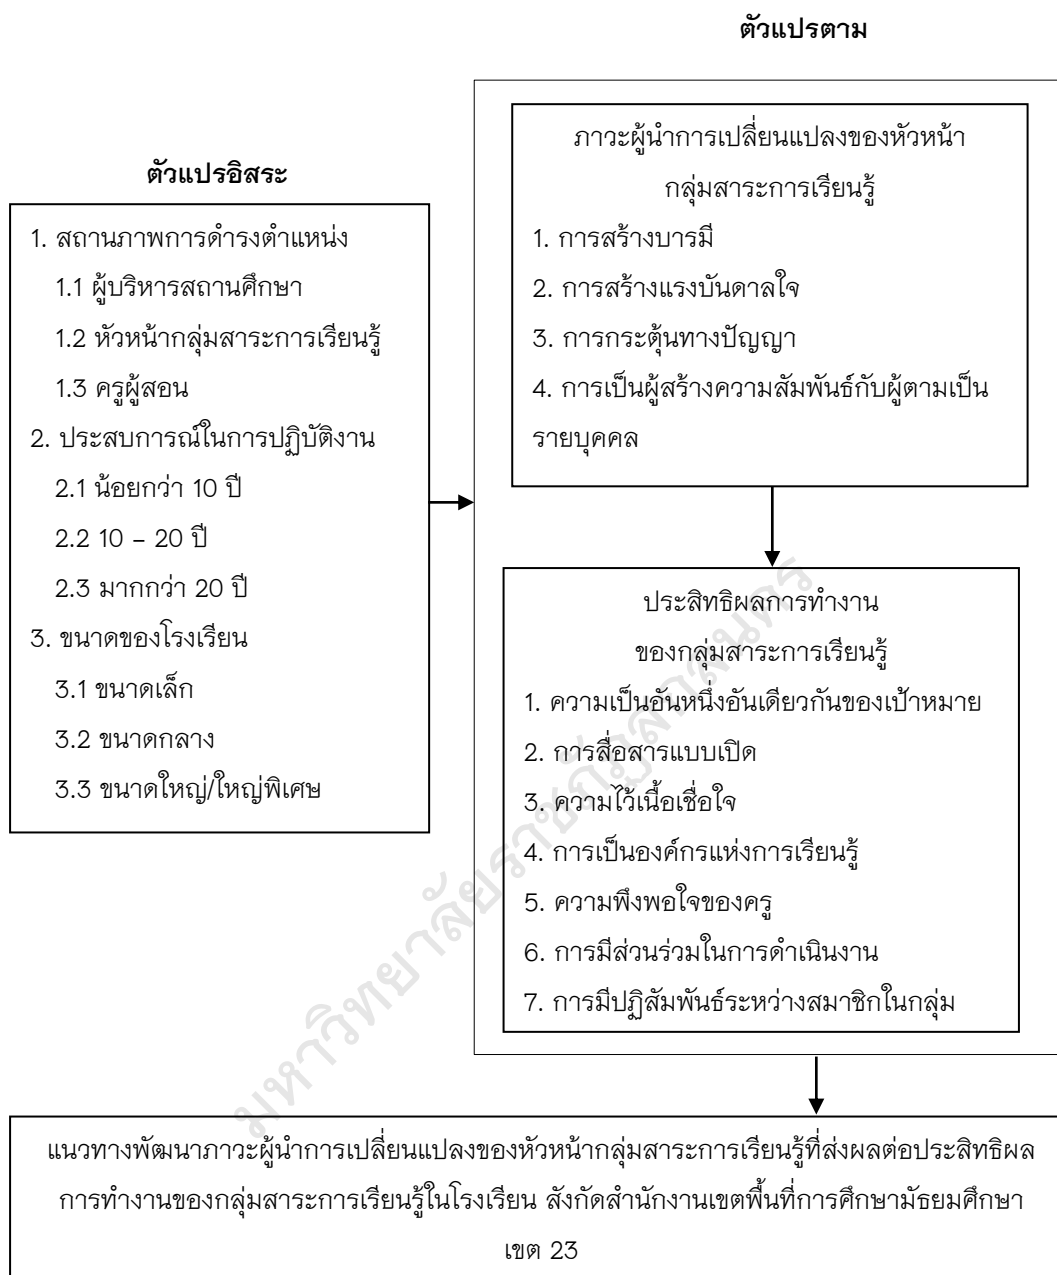 ตัวแปรตาม
ตัวแปรอิสระ
1. สถานภาพการดำรงตำแหน่ง
1.1 ผู้บริหารสถานศึกษา
1.2 หัวหน้ากลุ่มสาระการเรียนรู้
1.3 ครูผู้สอน
2. ประสบการณ์ในการปฏิบัติงาน
2.1 น้อยกว่า 10 ปี
2.2 10 – 20 ปี
2.3 มากกว่า 20 ปี
3. ขนาดของโรงเรียน
3.1 ขนาดเล็ก
3.2 ขนาดกลาง
3.3 ขนาดใหญ่/ใหญ่พิเศษ
ภาวะผู้นำการเปลี่ยนแปลงของหัวหน้า
กลุ่มสาระการเรียนรู้
1. การสร้างบารมี
2. การสร้างแรงบันดาลใจ
3. การกระตุ้นทางปัญญา
4. การเป็นผู้สร้างความสัมพันธ์กับผู้ตามเป็น
รายบุคคล
ประสิทธิผลการทำงาน
ของกลุ่มสาระการเรียนรู้
1. ความเป็นอันหนึ่งอันเดียวกันของเป้าหมาย
2. การสื่อสารแบบเปิด
3. ความไว้เนื้อเชื่อใจ
4. การเป็นองค์กรแห่งการเรียนรู้
5. ความพึงพอใจของครู
6. การมีส่วนร่วมในการดำเนินงาน
7. การมีปฏิสัมพันธ์ระหว่างสมาชิกในกลุ่ม
แนวทางพัฒนาภาวะผู้นำการเปลี่ยนแปลงของหัวหน้ากลุ่มสาระการเรียนรู้ที่ส่งผลต่อประสิทธิผล
การทำงานของกลุ่มสาระการเรียนรู้ในโรงเรียน สังกัดสำนักงานเขตพื้นที่การศึกษามัธยมศึกษา
เขต 23
มหาวิทยาลัยราชภัฏสกลนคร